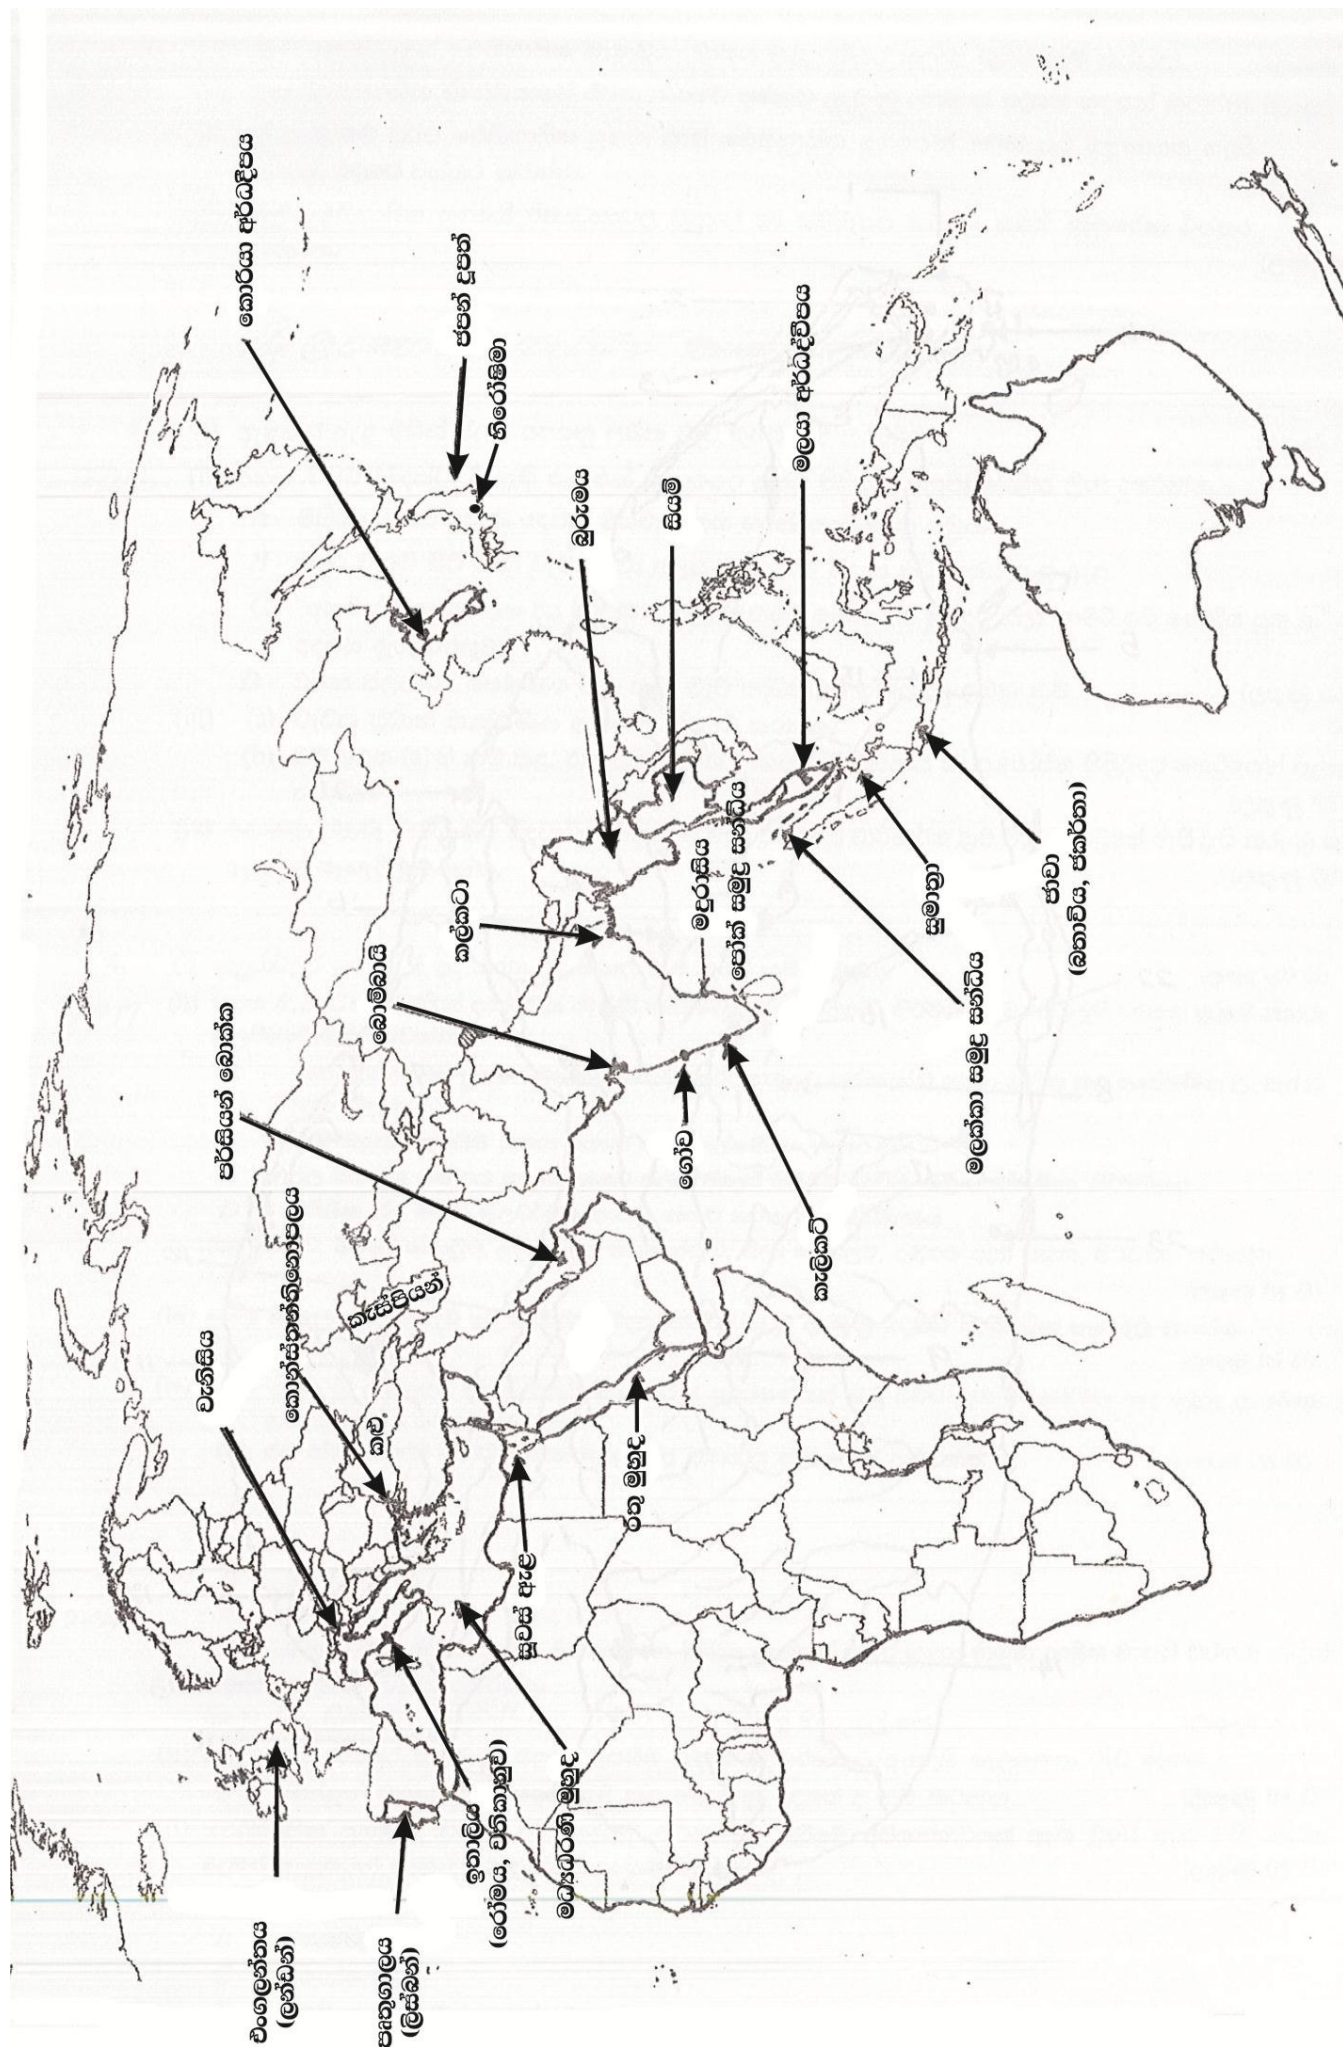 එංගලන්තය
(ලන්ඩන්)
පෘතුගාලය
(ලිස්බන්)
ඉතාලිය
(රෝමය, වතිකානුව)
මධ්‍යධරණී මුහුද
වැනීසිය
කොන්ස්තන්තිනෝපලය
කළු
කැස්පියන්
සුවස් ඇළ
රතු මුහුද
පර්සියන් බොක්ක
බොම්බායි
කල්කටා
ගෝව
කැලිකට්
මදුරාසිය
පෝක් සමුද්‍ර සන්ධිය
මලක්කා සමුද්‍ර සන්ධිය
සුමාත්‍රා
ජාවා
(බතාවිය, ජකර්තා)
බුරුමය
සියම්
මලයා අර්ධද්වීපය
කොරියා අර්ධද්වීපය
ජපන් දූපත්
හිරෝෂිමා